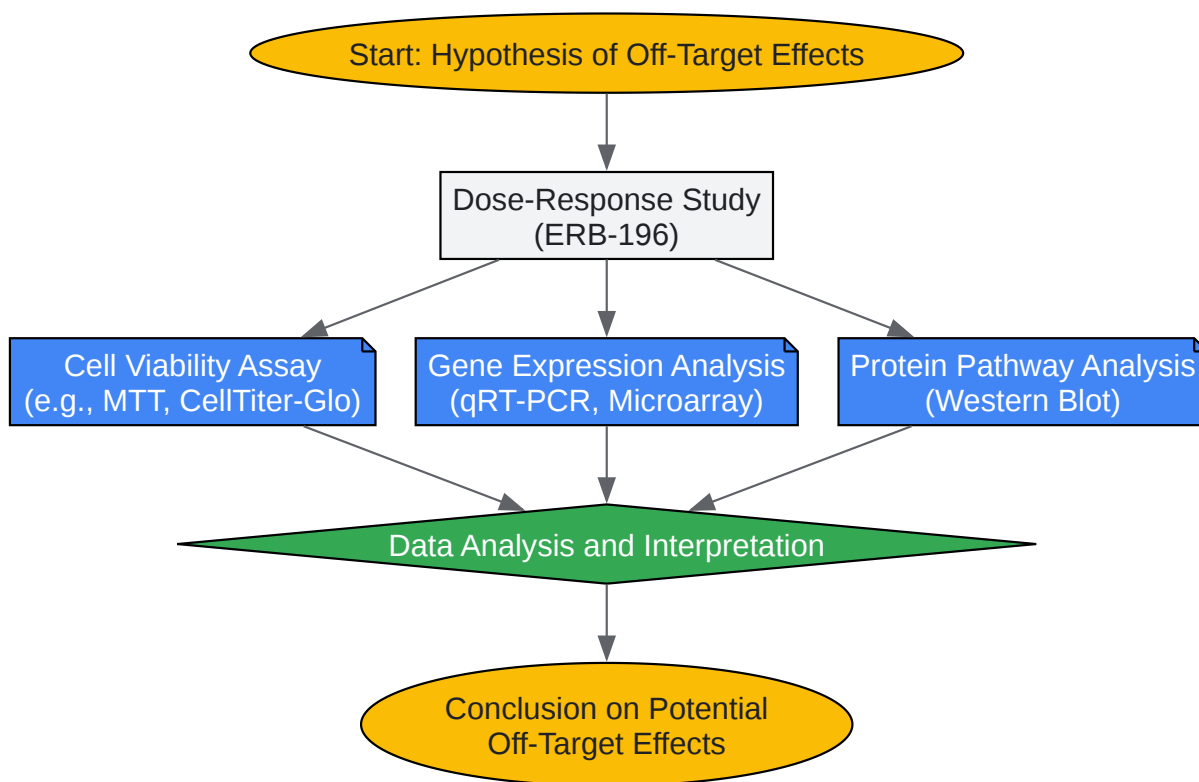 Start: Hypothesis of Off-Target Effects
Dose-Response Study
(ERB-196)
Cell Viability Assay
(e.g., MTT, CellTiter-Glo)
Gene Expression Analysis
(qRT-PCR, Microarray)
Protein Pathway Analysis
(Western Blot)
Data Analysis and Interpretation
Conclusion on Potential
Off-Target Effects